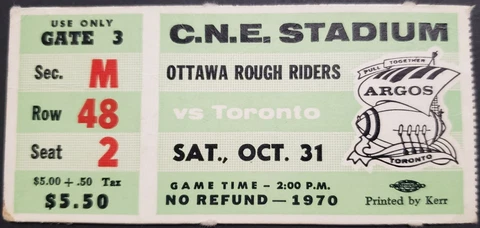 USE ONLY
GATE 3
Sec. M
Row 48
Seat 2
$5.00 + .50 Tax
$5.50
C.N.E. STADIUM
OTTAWA ROUGH RIDERS
vs Toronto
SAT., OCT. 31
GAME TIME – 2:00 P.M.
NO REFUND – 1970
PULL TOGETHER
ARGOS
TORONTO
Printed by Kerr